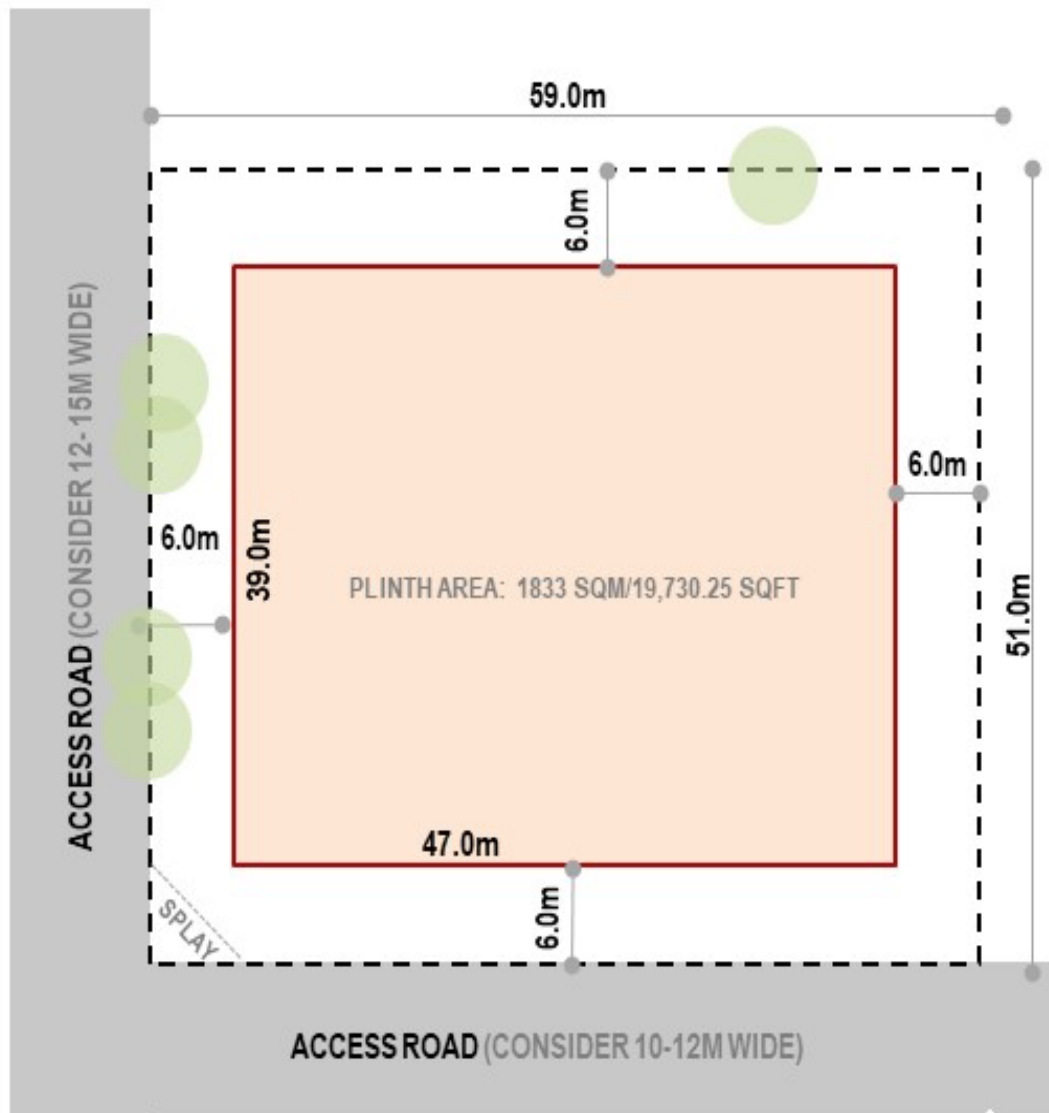 59.0m
6.0m
ACCESS ROAD (CONSIDER 12-15M WIDE)
6.0m
6.0m
39.0m
PLINTH AREA: 1833 SQM/19,730.25 SQFT
51.0m
47.0m
6.0m
SPLAY
ACCESS ROAD (CONSIDER 10-12M WIDE)